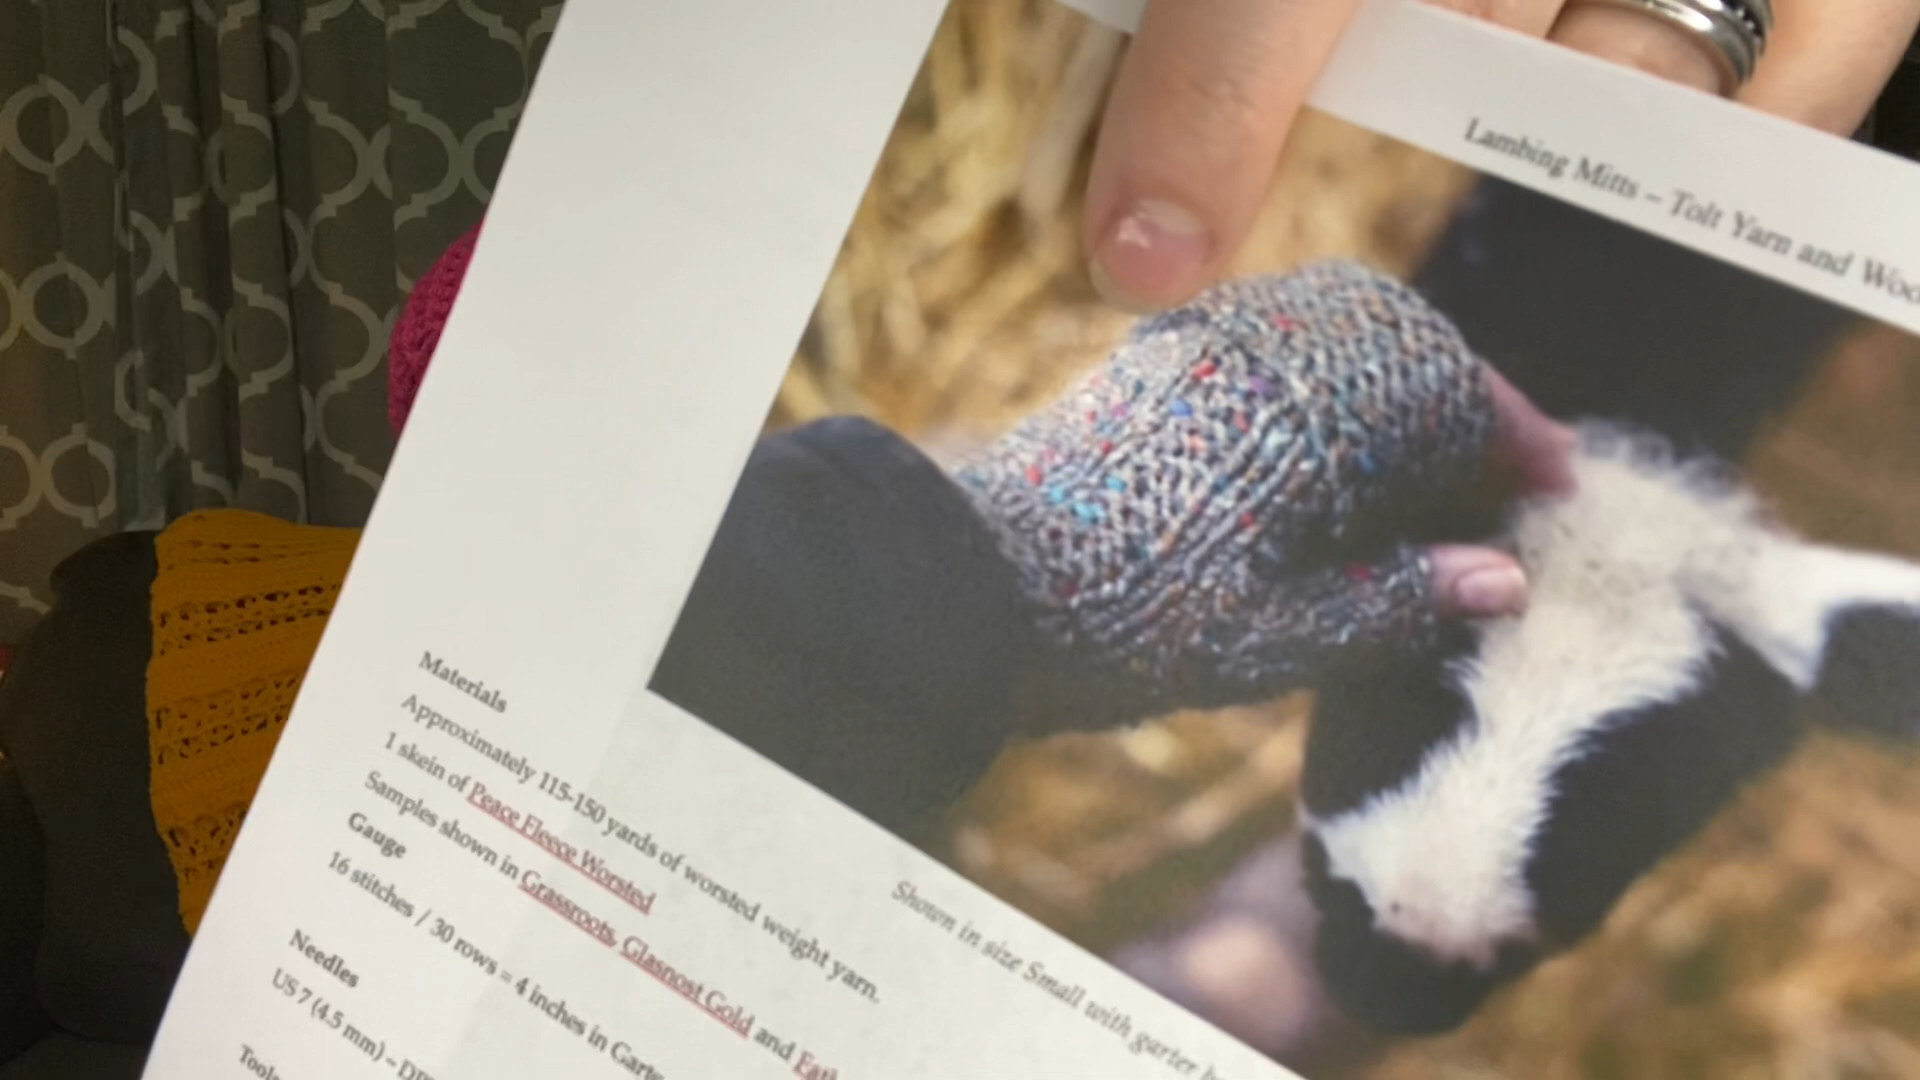 Lambing Mitts – Tolt Yarn and
Materials
Approximately 115-150 yards of worsted weight yarn.
1 skein of Peace Fleece Worsted
Samples shown in Grassroots, Glasnost Gold and
Gauge
16 stitches / 30 rows = 4 inches in
Needles
US 7 (4.5 mm) –
Shown in size Small with garter